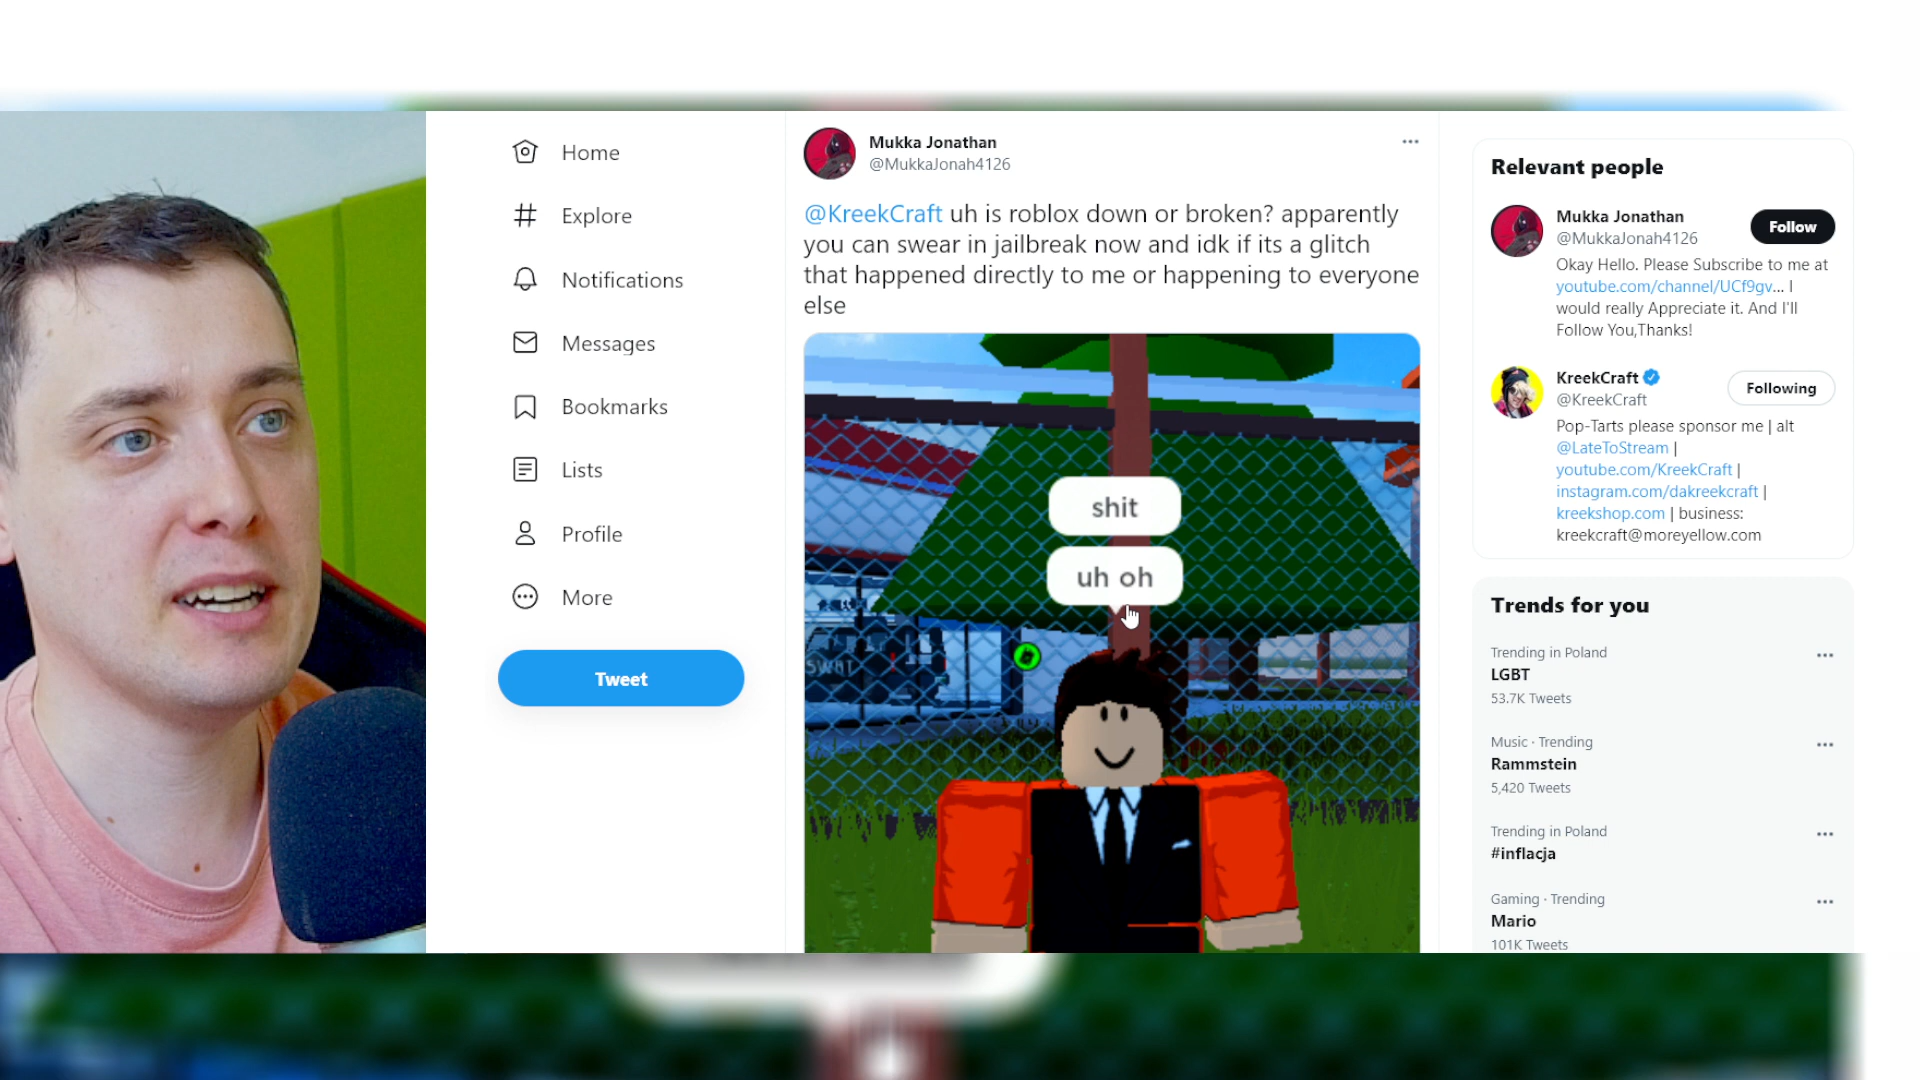 Home
Explore
Notifications
Messages
Bookmarks
Lists
Profile
More
Tweet
Mukka Jonathan
@MukkaJonah4126
@KreekCraft uh is roblox down or broken? apparently
you can swear in jailbreak now and idk if its a glitch
that happened directly to me or happening to everyone
else
shit
uh oh
SWAT
Relevant people
Mukka Jonathan
@MukkaJonah4126
Follow
Okay Hello. Please Subscribe to me at
youtube.com/channel/UCf9gv... I
would really Appreciate it. And I'll
Follow You,Thanks!
KreekCraft
@KreekCraft
Following
Pop-Tarts please sponsor me | alt
@LateToStream |
youtube.com/KreekCraft |
instagram.com/dakreekcraft |
kreekshop.com | business:
kreekcraft@moreyellow.com
Trends for you
Trending in Poland
LGBT
53.7K Tweets
Music · Trending
Rammstein
5,420 Tweets
Trending in Poland
#inflacja
Gaming · Trending
Mario
101K Tweets